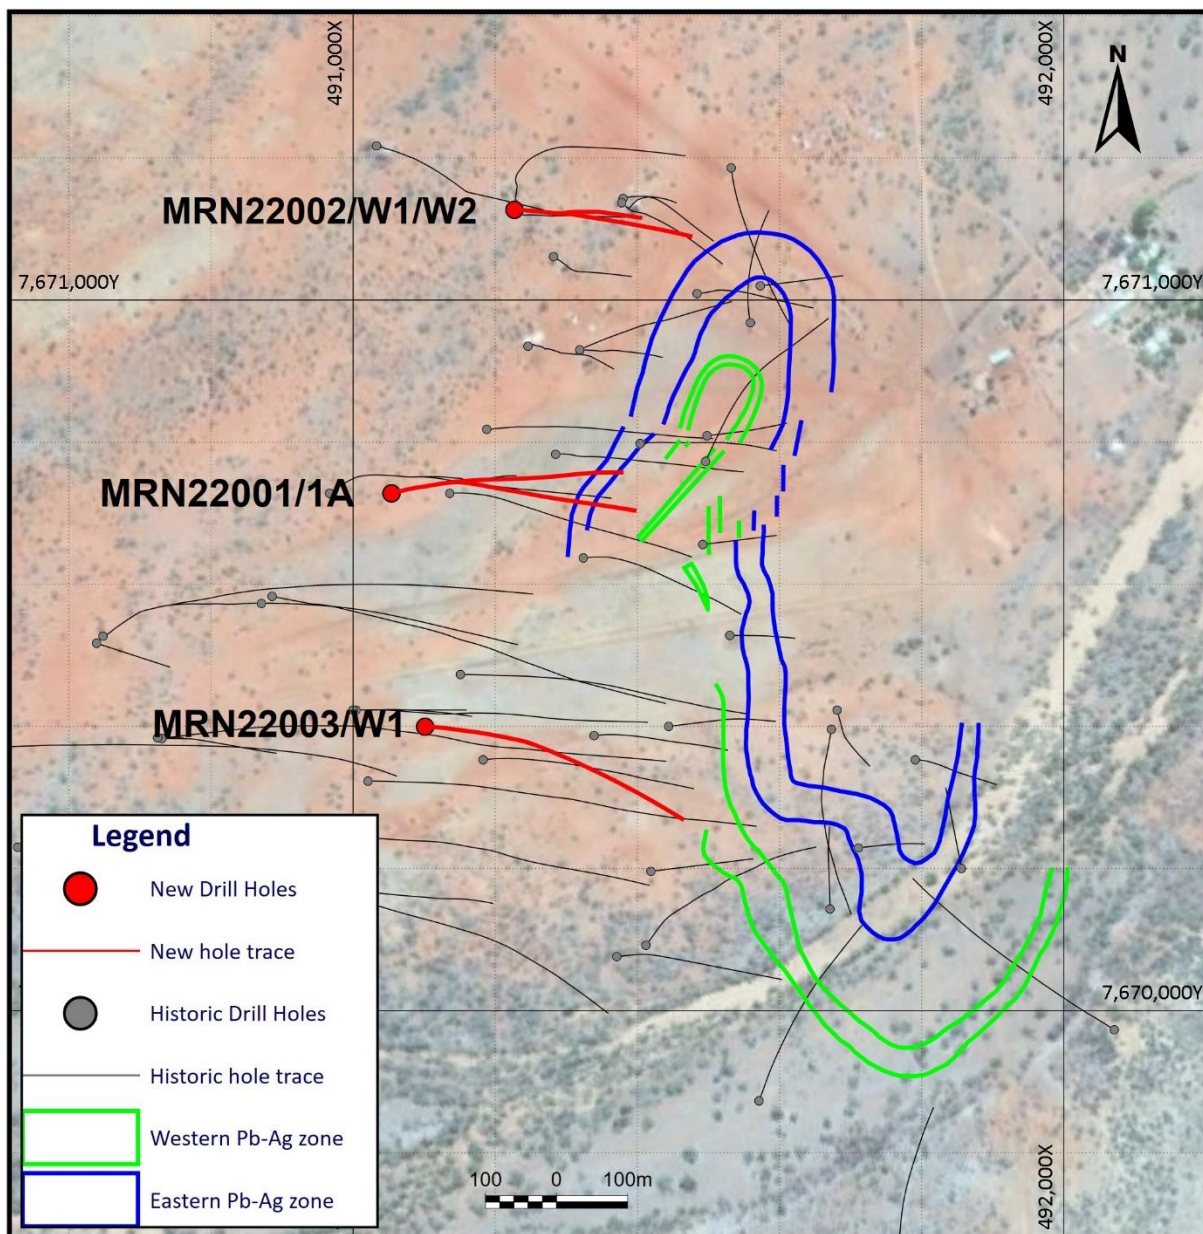 491,000X
492,000X
N
MRN22002/W1/W2
7,671,000Y
7,671,000Y
MRN22001/1A
MRN22003/W1
Legend
New Drill Holes
New hole trace
Historic Drill Holes
Historic hole trace
Western Pb-Ag zone
Eastern Pb-Ag zone
7,670,000Y
100 0 100m
492,000X